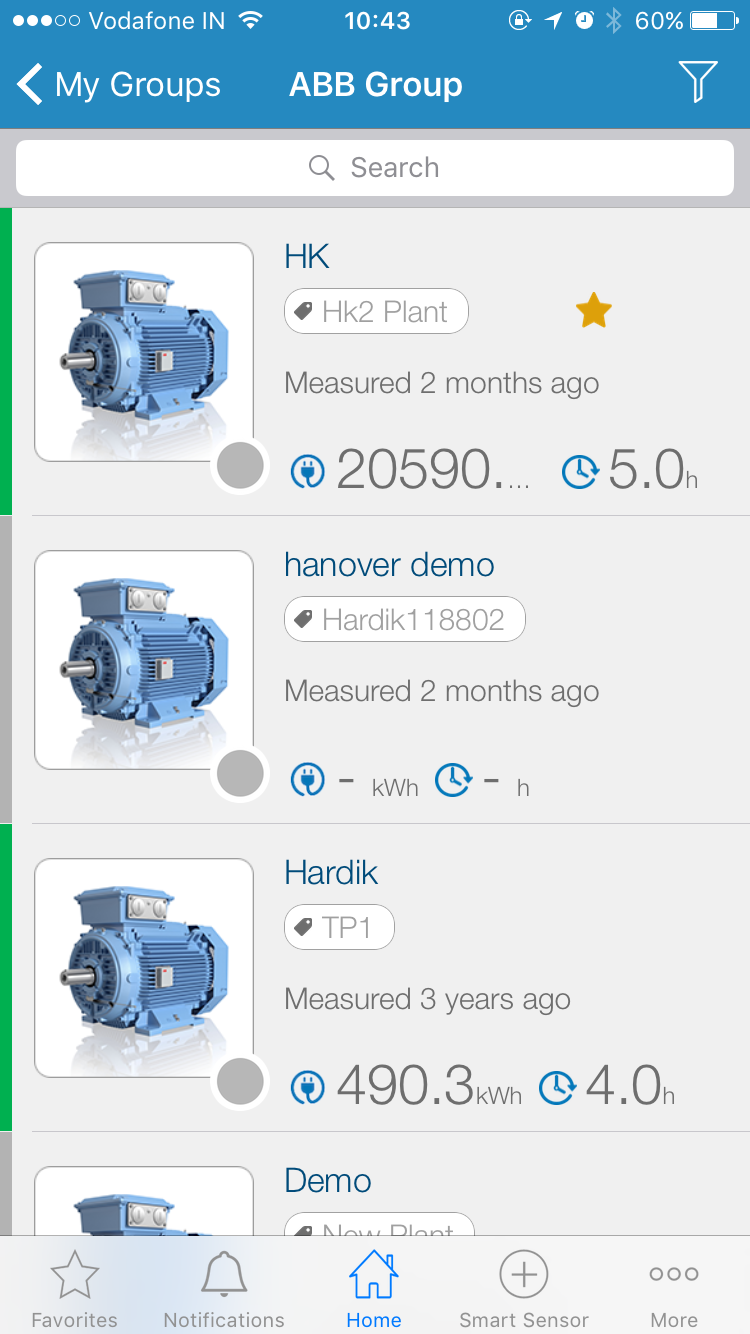 Vodafone IN 10:43 60%
My Groups ABB Group
Search
HK
Hk2 Plant
Measured 2 months ago
20590.... 5.0h
hanover demo
Hardik118802
Measured 2 months ago
- kWh - h
Hardik
TP1
Measured 3 years ago
490.3kWh 4.0h
Demo
New Plant
Favorites Notifications Home Smart Sensor More